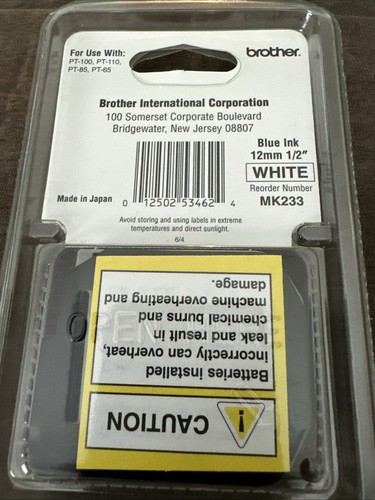 For Use With:
PT-100, PT-110,
PT-85, PT-65
brother.
Brother International Corporation
100 Somerset Corporate Boulevard
Bridgewater, New Jersey 08807
Blue Ink
12mm 1/2"
WHITE
Reorder Number
MK233
Made in Japan
0 12502 53462 4
Avoid storing and using labels in extreme
temperatures and direct sunlight.
6/4
OPEN HERE
CAUTION
Batteries installed
incorrectly can overheat,
leak and result in
chemical burns and
machine overheating and
damage.